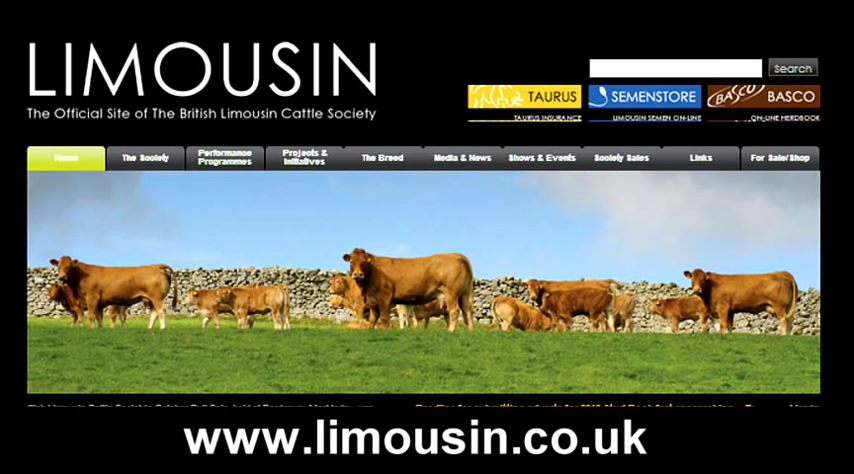 LIMOUSIN
The Official Site of The British Limousin Cattle Society
Search
TAURUS
TAURUS INSURANCE
SEMENSTORE
LIMOUSIN SEMEN ON-LINE
BASCO BASCO
ON-LINE HERDBOOK
Home
The Society
Performance
Programmes
Projects &
Initiatives
The Breed
Media & News
Shows & Events
Society Sales
Links
For Sale/Shop
www.limousin.co.uk